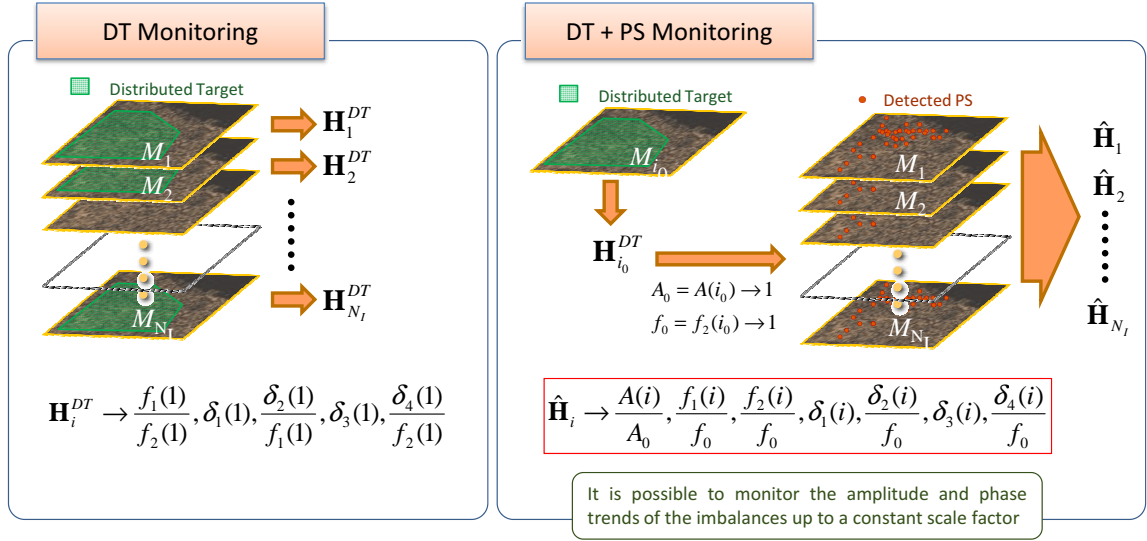 DT Monitoring
Distributed Target
M_1
M_2
M_{N_I}
H_1^{DT}
H_2^{DT}
H_{N_I}^{DT}
H_i^{DT} → f_1(1)/f_2(1), δ_1(1), δ_2(1)/f_1(1), δ_3(1), δ_4(1)/f_2(1)
DT + PS Monitoring
Distributed Target
Detected PS
M_{i_0}
H_{i_0}^{DT}
A_0 = A(i_0) → 1
f_0 = f_2(i_0) → 1
M_1
M_2
M_{N_I}
Ĥ_1
Ĥ_2
Ĥ_{N_I}
Ĥ_i → A(i)/A_0, f_1(i)/f_0, f_2(i)/f_0, δ_1(i), δ_2(i)/f_0, δ_3(i), δ_4(i)/f_0
It is possible to monitor the amplitude and phase
trends of the imbalances up to a constant scale factor